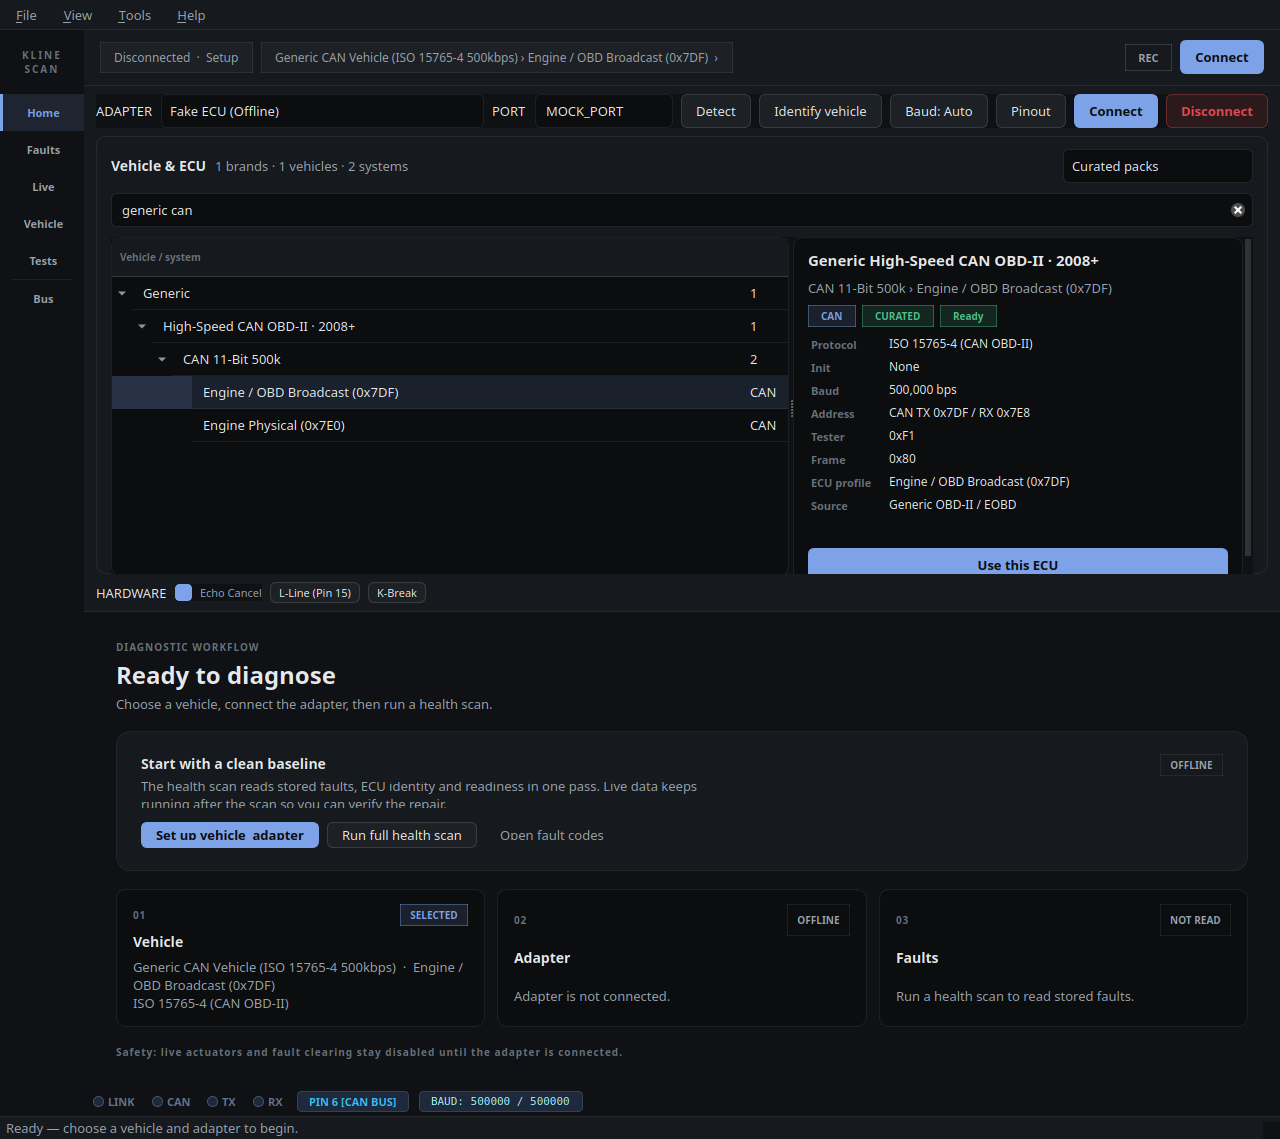 File View Tools Help
KLINE
SCAN
Disconnected · Setup
Generic CAN Vehicle (ISO 15765-4 500kbps) › Engine / OBD Broadcast (0x7DF) ›
REC
Connect
Home
Faults
Live
Vehicle
Tests
Bus
ADAPTER Fake ECU (Offline) PORT MOCK_PORT Detect Identify vehicle Baud: Auto Pinout Connect Disconnect
Vehicle & ECU 1 brands · 1 vehicles · 2 systems
Curated packs
generic can
Vehicle / system
Generic 1
High-Speed CAN OBD-II · 2008+ 1
CAN 11-Bit 500k 2
Engine / OBD Broadcast (0x7DF) CAN
Engine Physical (0x7E0) CAN
Generic High-Speed CAN OBD-II · 2008+
CAN 11-Bit 500k › Engine / OBD Broadcast (0x7DF)
CAN CURATED Ready
Protocol ISO 15765-4 (CAN OBD-II)
Init None
Baud 500,000 bps
Address CAN TX 0x7DF / RX 0x7E8
Tester 0xF1
Frame 0x80
ECU profile Engine / OBD Broadcast (0x7DF)
Source Generic OBD-II / EOBD
Use this ECU
HARDWARE Echo Cancel L-Line (Pin 15) K-Break
DIAGNOSTIC WORKFLOW
Ready to diagnose
Choose a vehicle, connect the adapter, then run a health scan.
Start with a clean baseline
OFFLINE
The health scan reads stored faults, ECU identity and readiness in one pass. Live data keeps
running after the scan so you can verify the repair.
Set up vehicle adapter Run full health scan Open fault codes
01 SELECTED
Vehicle
Generic CAN Vehicle (ISO 15765-4 500kbps) · Engine /
OBD Broadcast (0x7DF)
ISO 15765-4 (CAN OBD-II)
02 OFFLINE
Adapter
Adapter is not connected.
03 NOT READ
Faults
Run a health scan to read stored faults.
Safety: live actuators and fault clearing stay disabled until the adapter is connected.
LINK CAN TX RX PIN 6 [CAN BUS] BAUD: 500000 / 500000
Ready — choose a vehicle and adapter to begin.